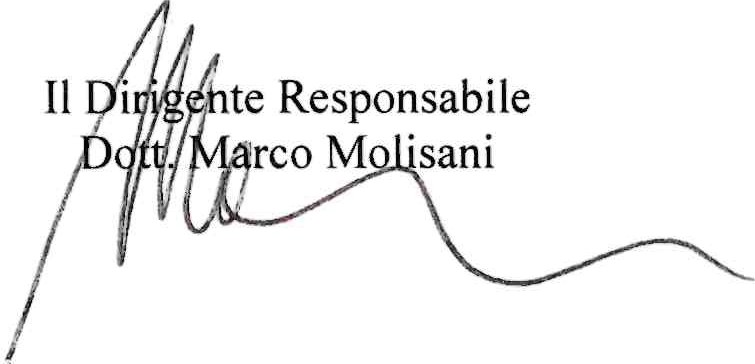 Il Dirigente Responsabile
Dott. Marco Molisani